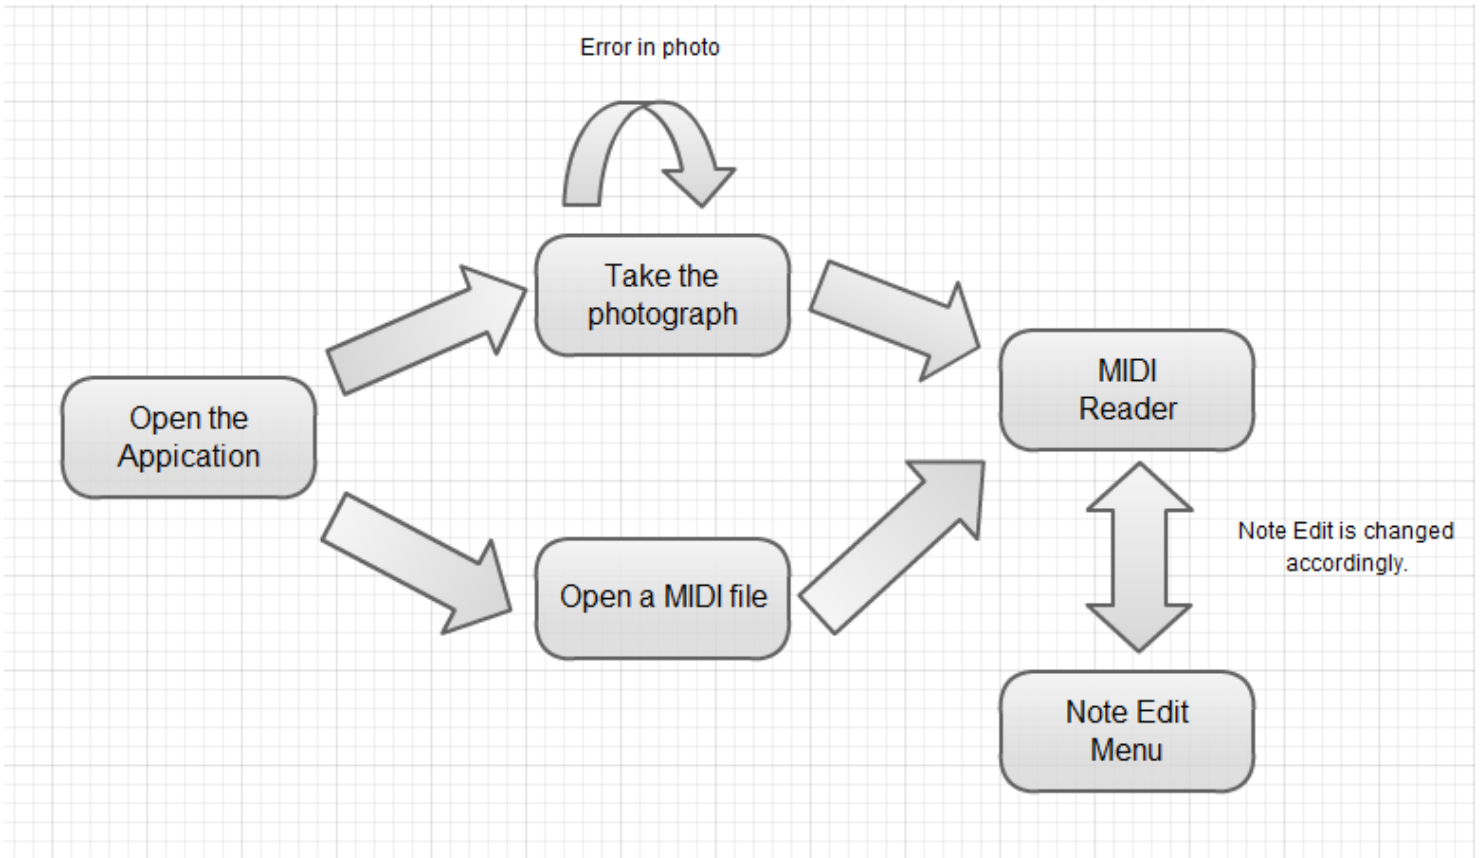 Error in photo
Take the
photograph
MIDI
Reader
Open the
Appication
Note Edit is changed
accordingly.
Open a MIDI file
Note Edit
Menu